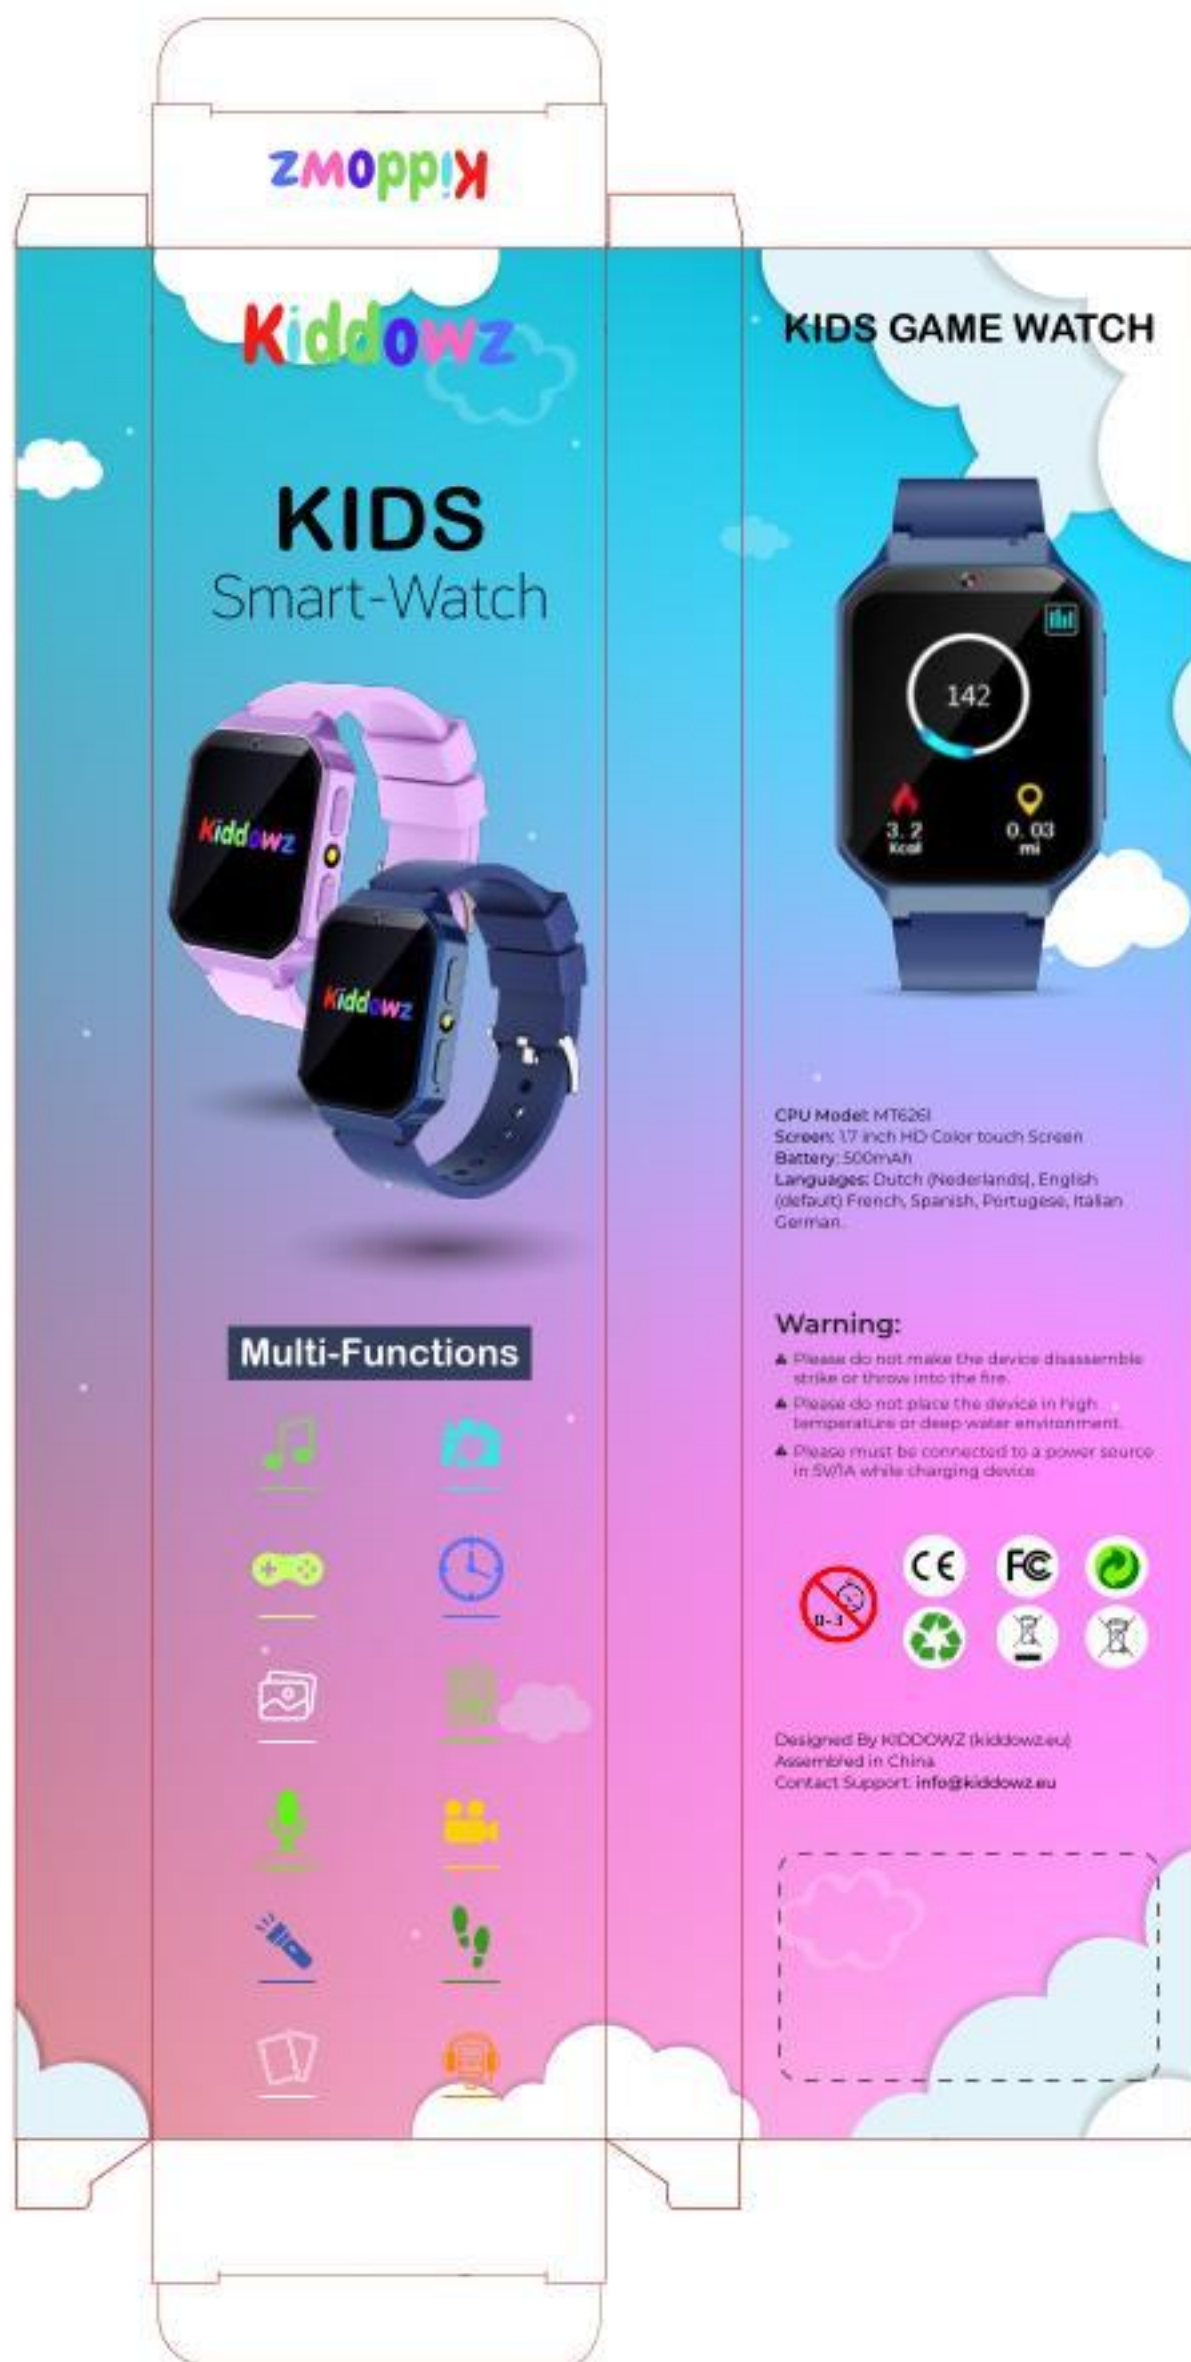 Kiddowz
Kiddowz
KIDS
Smart-Watch
Kiddowz
Kiddowz
Multi-Functions
KIDS GAME WATCH
142
3.2
Kcal
0.03
mi
CPU Model: MT6261
Screen: 1.7 inch HD Color touch Screen
Battery: 500mAh
Languages: Dutch (Nederlands), English
(default) French, Spanish, Portugese, Italian
German.
Warning:
Please do not make the device disassemble
strike or throw into the fire.
Please do not place the device in high
temperature or deep water environment.
Please must be connected to a power source
in 5V/1A while charging device.
0-3
CE
FC
Designed By KIDDOWZ (kiddowz.eu)
Assembled in China
Contact Support: info@kiddowz.eu